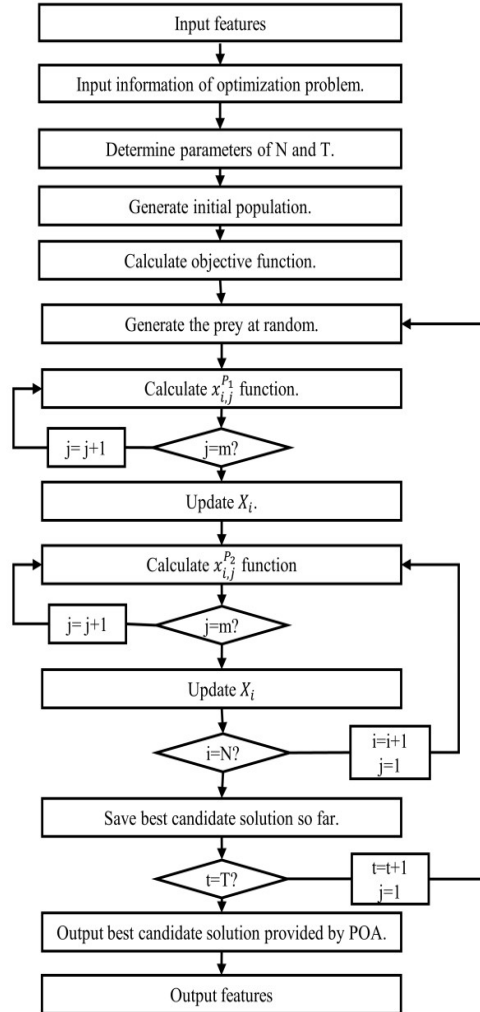 Input features
Input information of optimization problem.
Determine parameters of N and T.
Generate initial population.
Calculate objective function.
Generate the prey at random.
Calculate $x_{i,j}^{P_1}$ function.
j= j+1
j=m?
Update $X_i$.
Calculate $x_{i,j}^{P_2}$ function
j= j+1
j=m?
Update $X_i$
i=N?
i=i+1
j=1
Save best candidate solution so far.
t=T?
t=t+1
j=1
Output best candidate solution provided by POA.
Output features